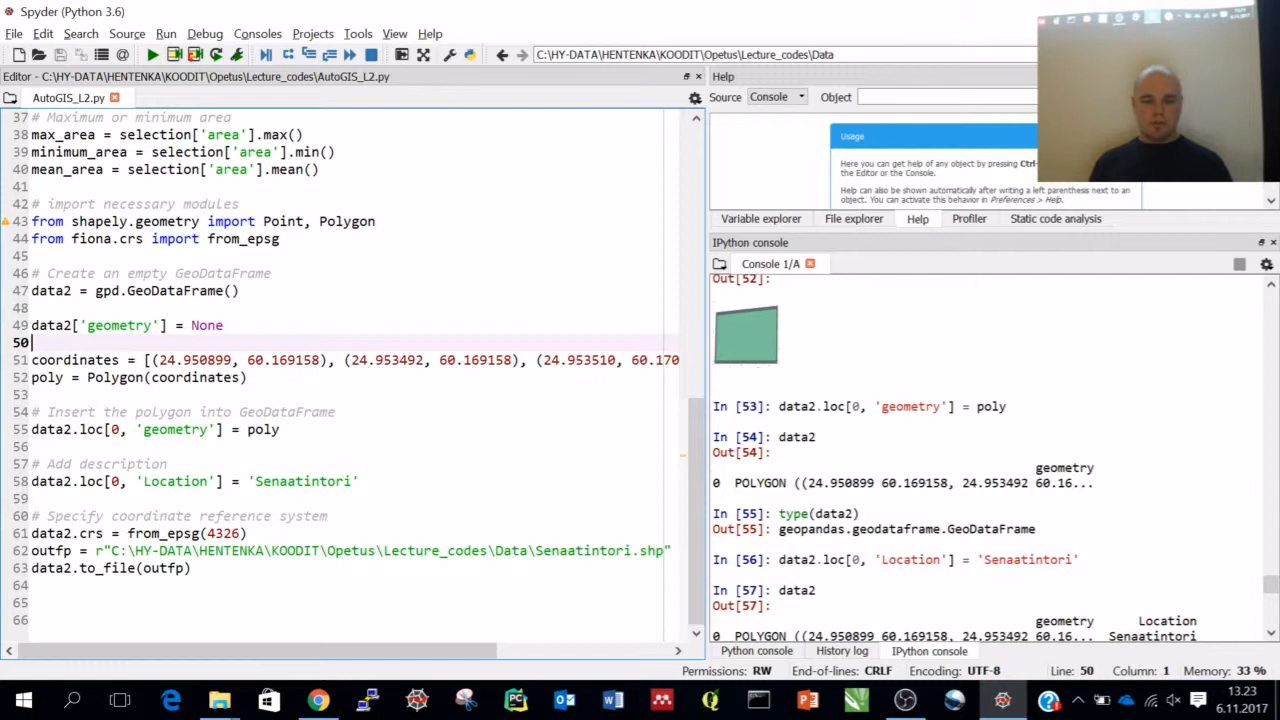 Spyder (Python 3.6)
File Edit Search Source Run Debug Consoles Projects Tools View Help
C:\HY-DATA\HENTENKA\KOODIT\Opetus\Lecture_codes\Data
Editor - C:\HY-DATA\HENTENKA\KOODIT\Opetus\Lecture_codes\AutoGIS_L2.py
AutoGIS_L2.py
37 # Maximum or minimum area
38 max_area = selection['area'].max()
39 minimum_area = selection['area'].min()
40 mean_area = selection['area'].mean()
41
42 # import necessary modules
43 from shapely.geometry import Point, Polygon
44 from fiona.crs import from_epsg
45
46 # Create an empty GeoDataFrame
47 data2 = gpd.GeoDataFrame()
48
49 data2['geometry'] = None
50
51 coordinates = [(24.950899, 60.169158), (24.953492, 60.169158), (24.953510, 60.170
52 poly = Polygon(coordinates)
53
54 # Insert the polygon into GeoDataFrame
55 data2.loc[0, 'geometry'] = poly
56
57 # Add description
58 data2.loc[0, 'Location'] = 'Senaatintori'
59
60 # Specify coordinate reference system
61 data2.crs = from_epsg(4326)
62 outfp = r"C:\HY-DATA\HENTENKA\KOODIT\Opetus\Lecture_codes\Data\Senaatintori.shp"
63 data2.to_file(outfp)
64
65
66
Help
Source Console Object
Usage
Here you can get help of any object by pressing Ctrl-
the Editor or the Console.
Help can also be shown automatically after writing a left parenthesis next to an
object. You can activate this behavior in Preferences > Help.
Variable explorer File explorer Help Profiler Static code analysis
IPython console
Console 1/A
Out[52]:
In [53]: data2.loc[0, 'geometry'] = poly
In [54]: data2
Out[54]:
geometry
0 POLYGON ((24.950899 60.169158, 24.953492 60.16...
In [55]: type(data2)
Out[55]: geopandas.geodataframe.GeoDataFrame
In [56]: data2.loc[0, 'Location'] = 'Senaatintori'
In [57]: data2
Out[57]:
geometry Location
0 POLYGON ((24.950899 60.169158, 24.953492 60.16... Senaatintori
Python console History log IPython console
Permissions: RW End-of-lines: CRLF Encoding: UTF-8 Line: 50 Column: 1 Memory: 33 %
13.23
6.11.2017